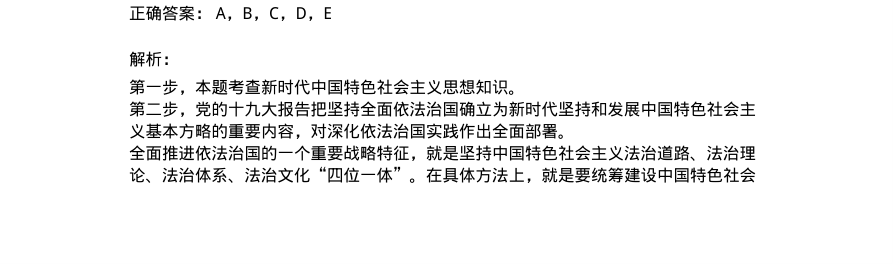 正确答案： A，B，C，D，E
解析：
第一步，本题考查新时代中国特色社会主义思想知识。
第二步，党的十九大报告把坚持全面依法治国确立为新时代坚持和发展中国特色社会主
义基本方略的重要内容，对深化依法治国实践作出全面部署。
全面推进依法治国的一个重要战略特征，就是坚持中国特色社会主义法治道路、法治理
论、法治体系、法治文化“四位一体”。在具体方法上，就是要统筹建设中国特色社会